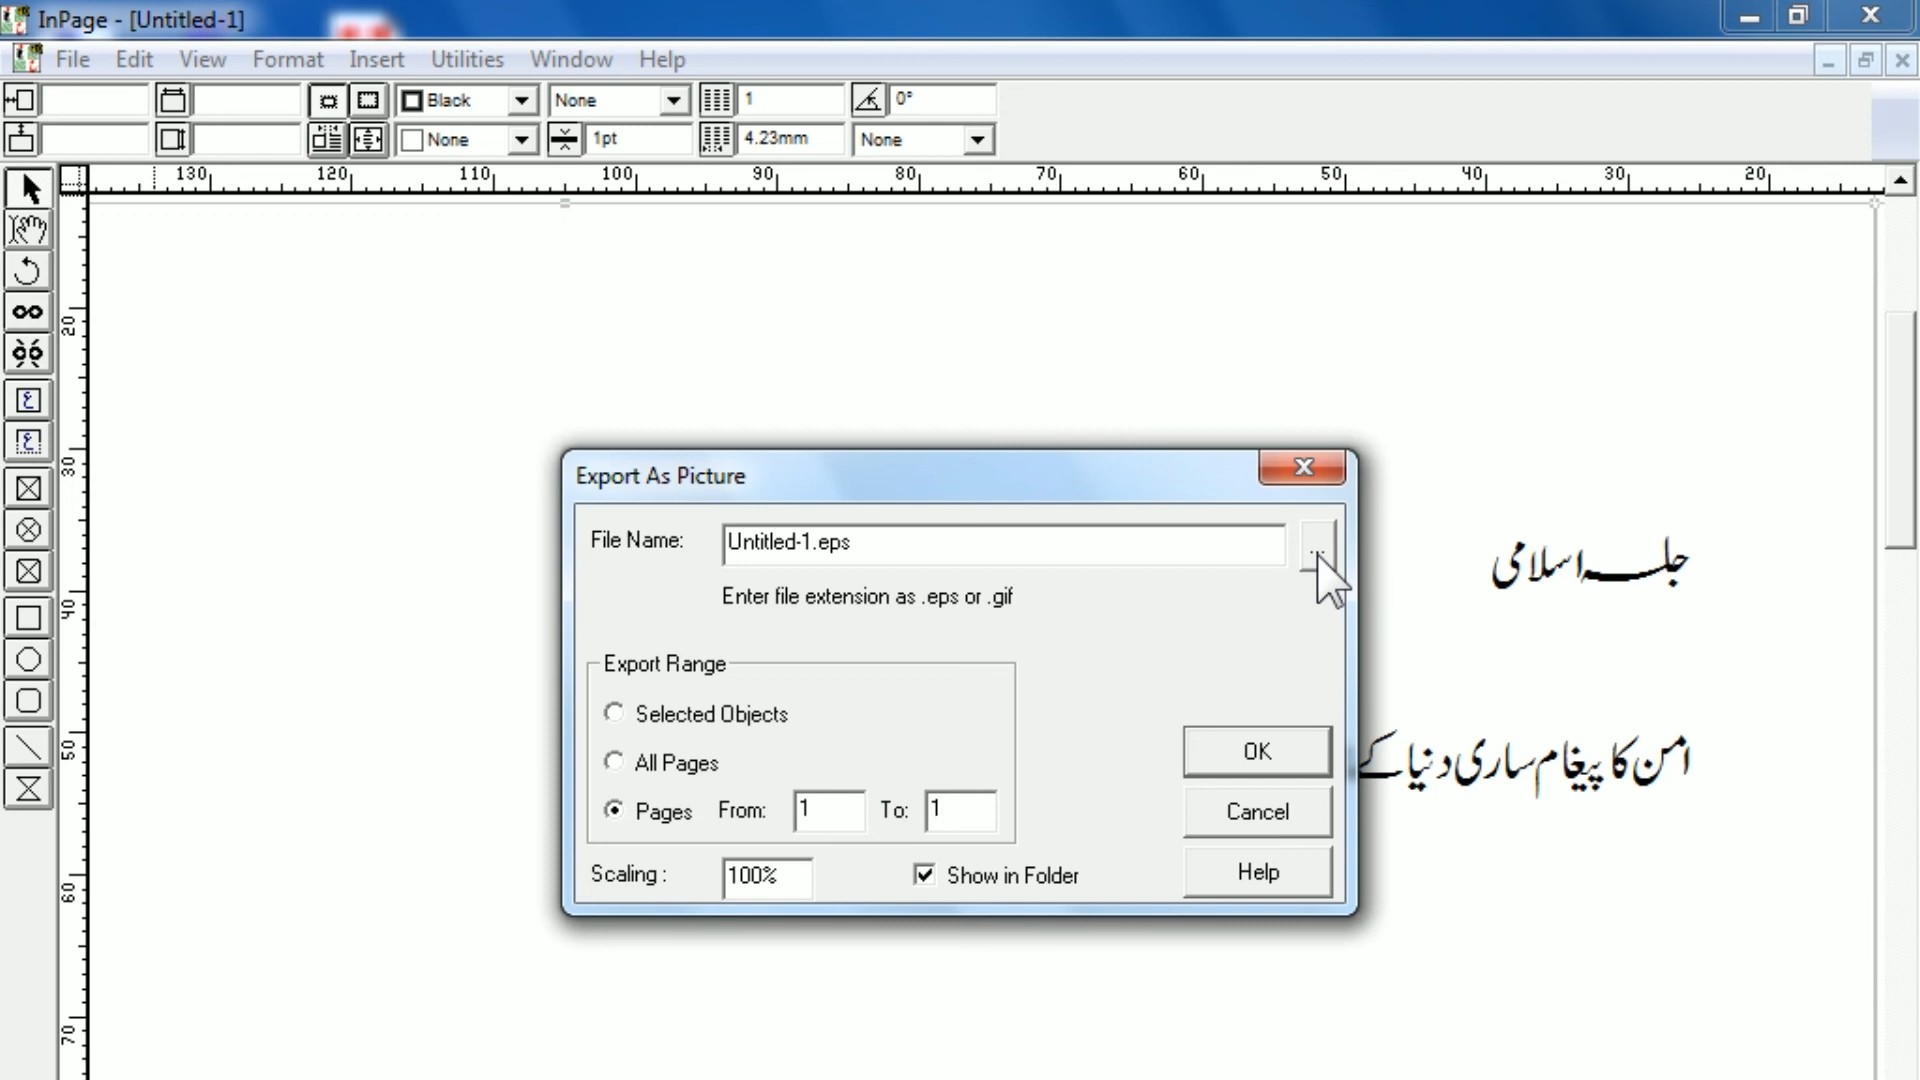 InPage - [Untitled-1]
File Edit View Format Insert Utilities Window Help
Black None 1 0°
None 1pt 4.23mm None
130 120 110 100 90 80 70 60 50 40 30 20
20
30
40
50
60
70
Export As Picture
File Name: Untitled-1.eps ...
Enter file extension as .eps or .gif
Export Range
Selected Objects
All Pages
Pages From: 1 To: 1
Scaling : 100% Show in Folder
OK
Cancel
Help
جلسہ اسلامی
امن کا پیغام ساری دنیا کے